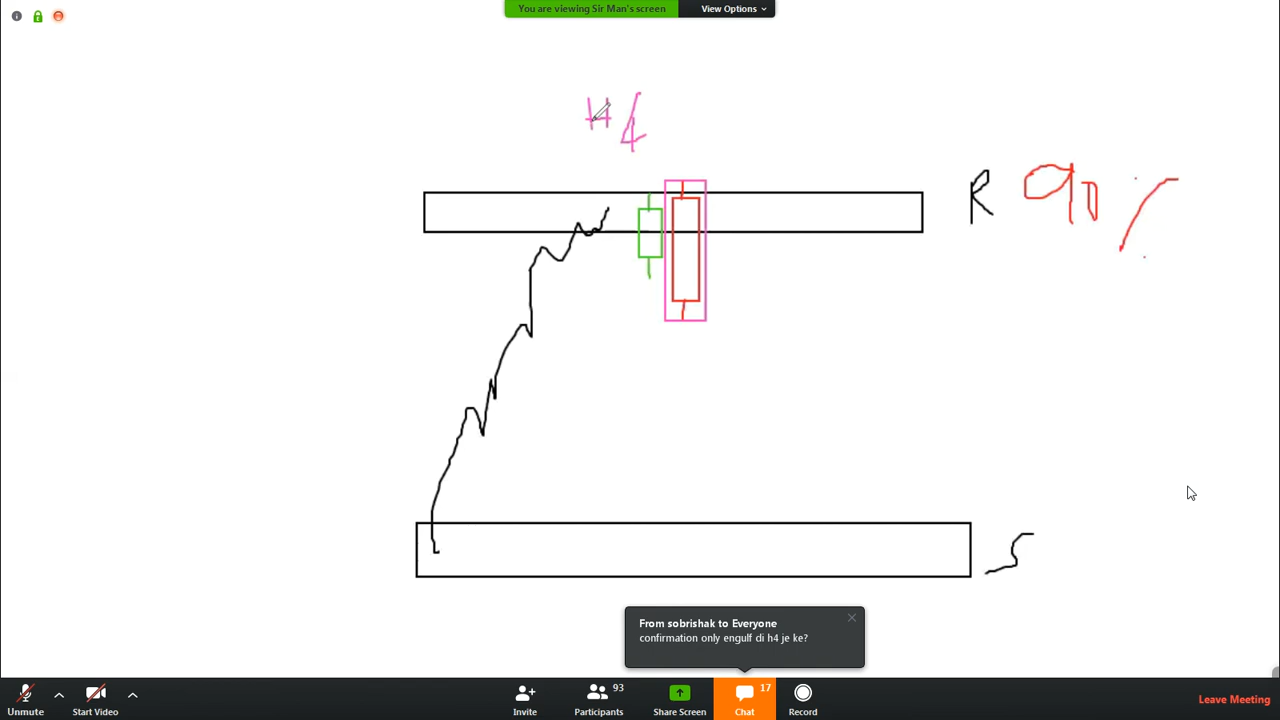 You are viewing Sir Man's screen
View Options
H4
R 90%
S
From sobrishak to Everyone
confirmation only engulf di h4 je ke?
Unmute
Start Video
Invite
93
Participants
Share Screen
17
Chat
Record
Leave Meeting